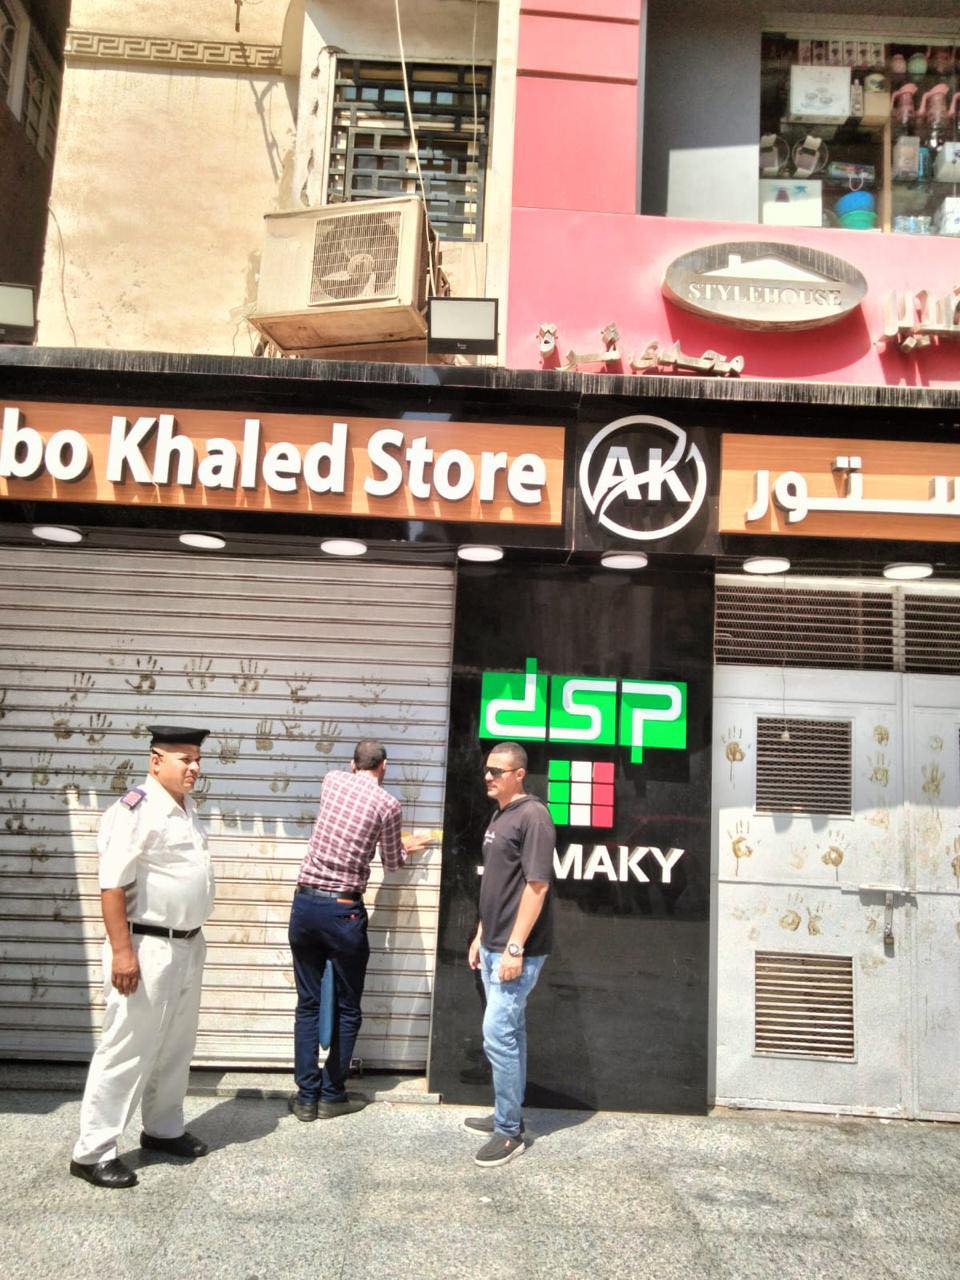 STYLEHOUSE
bo Khaled Store
AK
ستور
dsp
MAKY